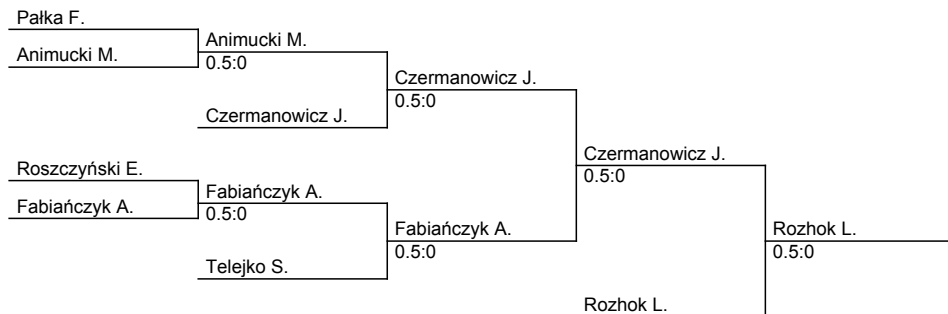 Pałka F.
Animucki M.
Animucki M.
0.5:0
Czermanowicz J.
0.5:0
Czermanowicz J.
Czermanowicz J.
0.5:0
Roszczyński E.
Fabiańczyk A.
Fabiańczyk A.
0.5:0
Fabiańczyk A.
0.5:0
Rozhok L.
0.5:0
Telejko S.
Rozhok L.